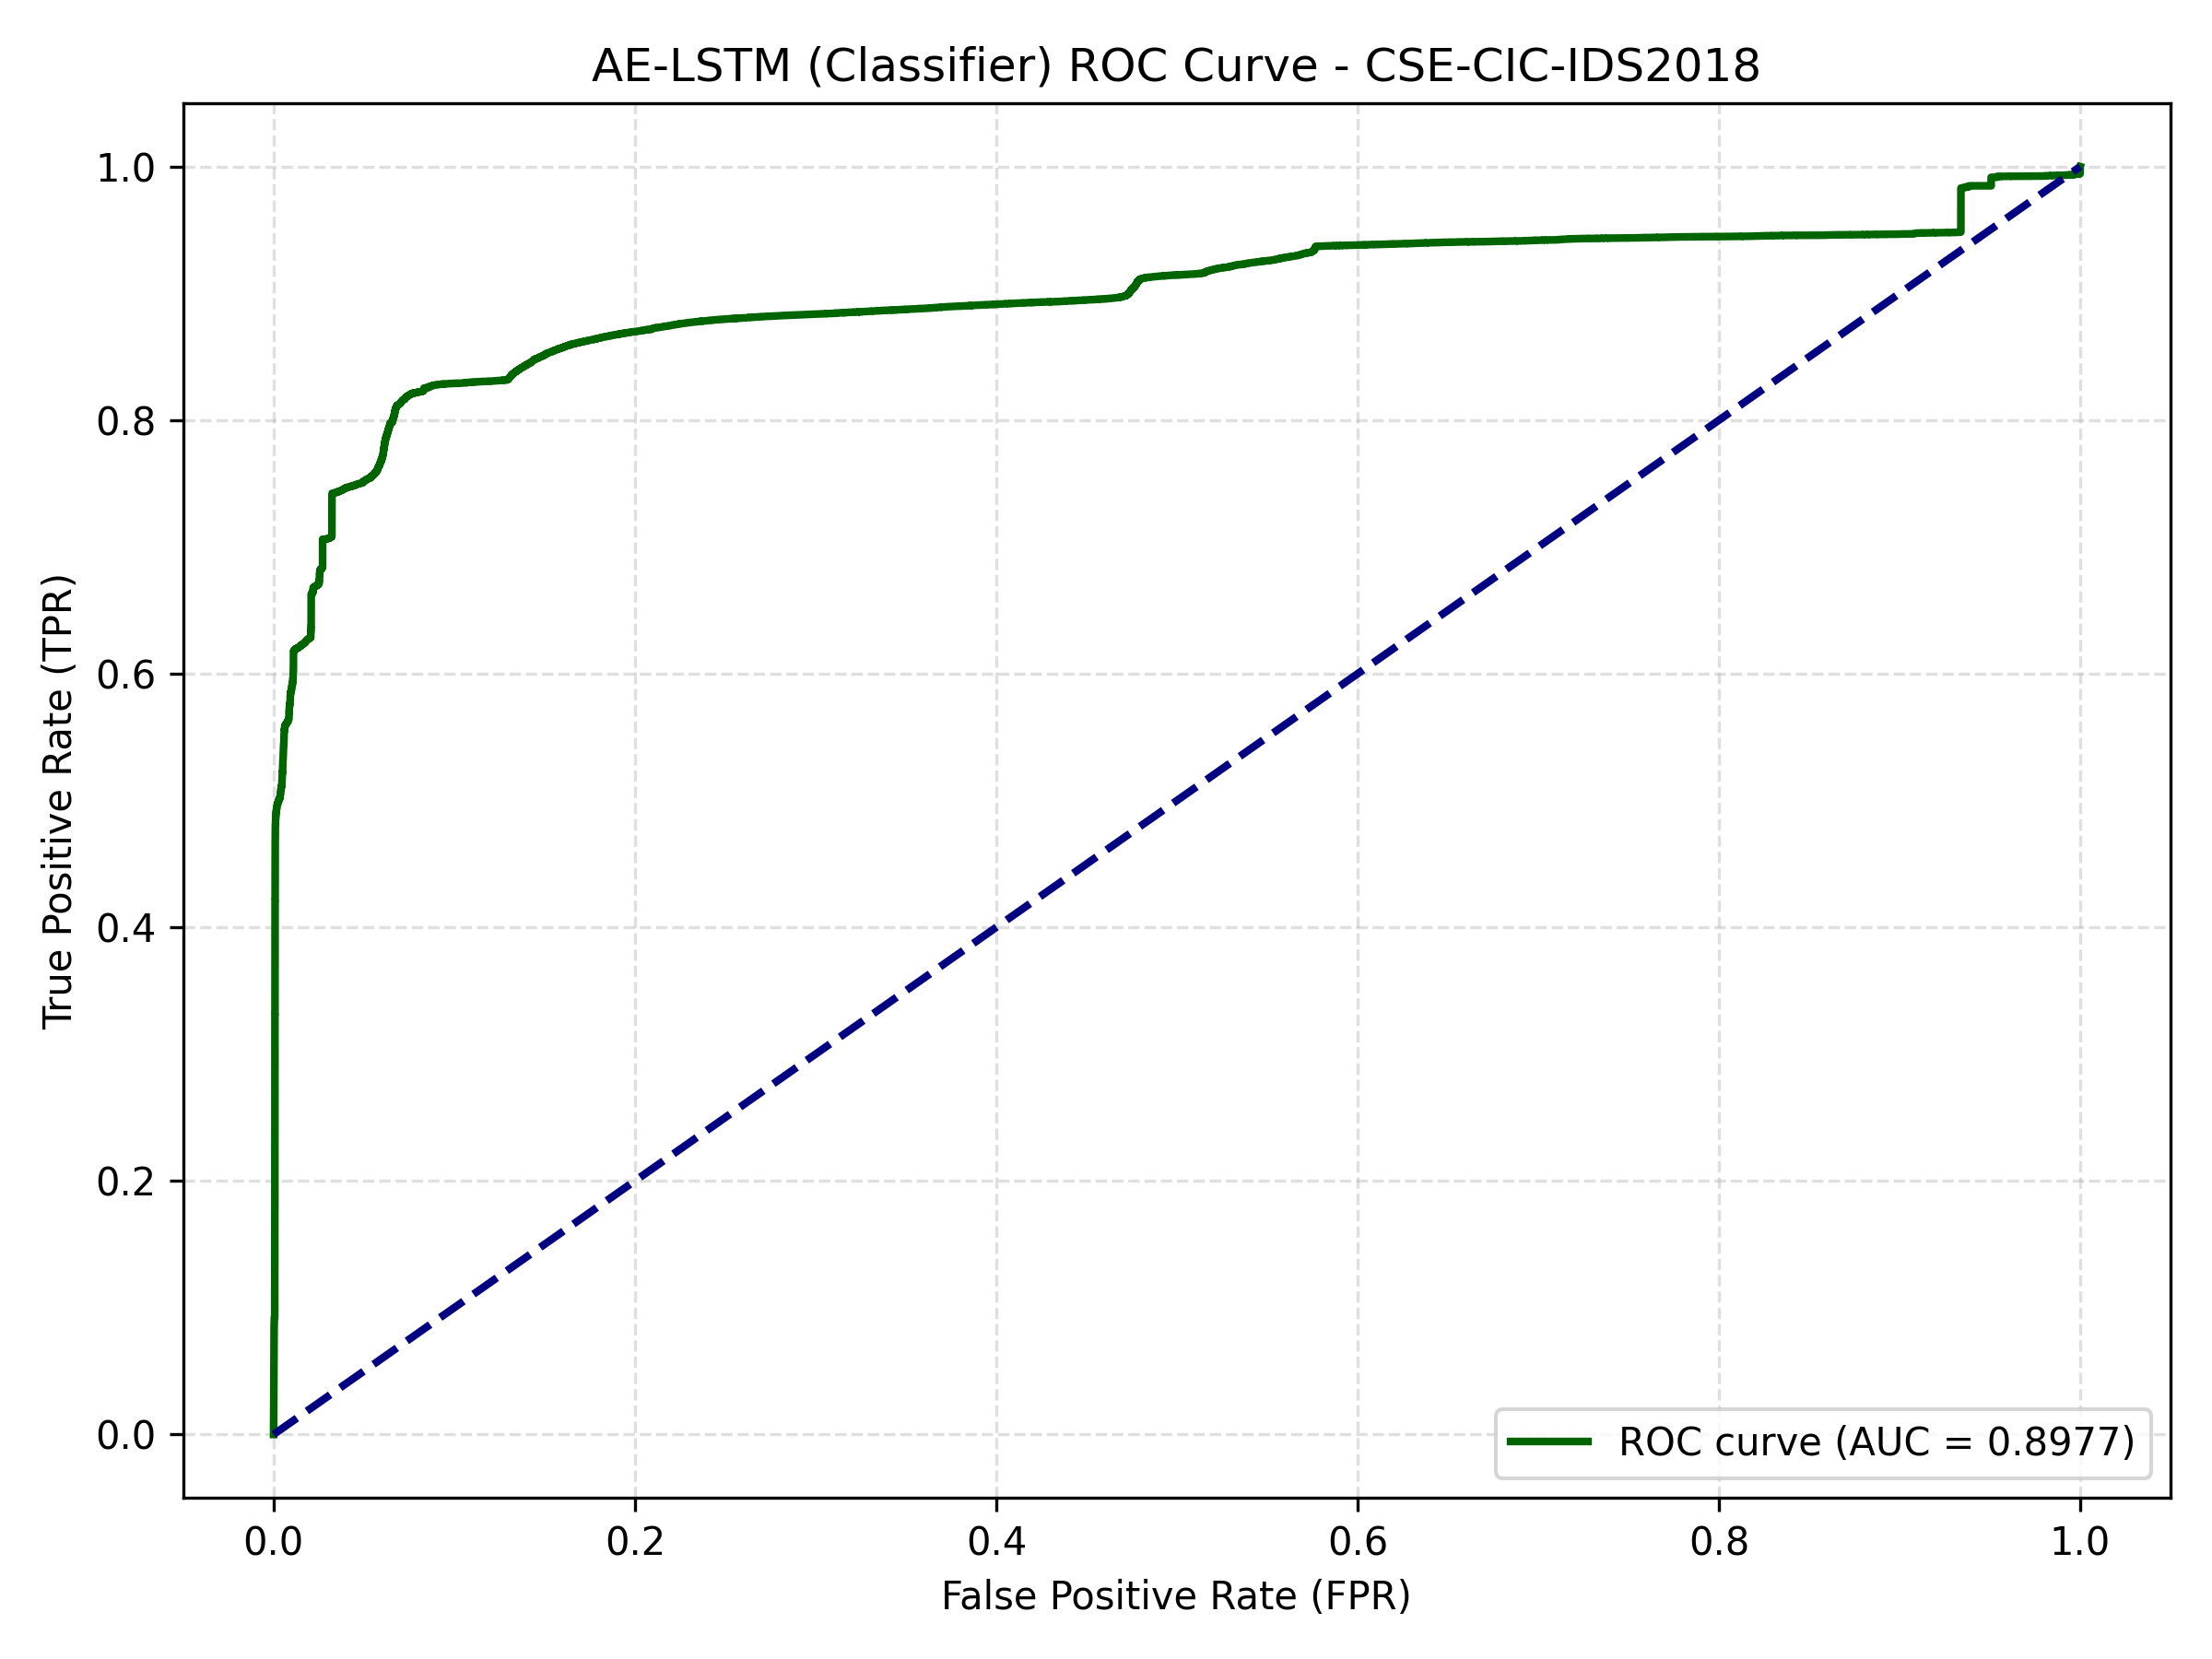 AE-LSTM (Classifier) ROC Curve - CSE-CIC-IDS2018
True Positive Rate (TPR)
1.0
0.8
0.6
0.4
0.2
0.0
ROC curve (AUC = 0.8977)
0.0 0.2 0.4 0.6 0.8 1.0
False Positive Rate (FPR)